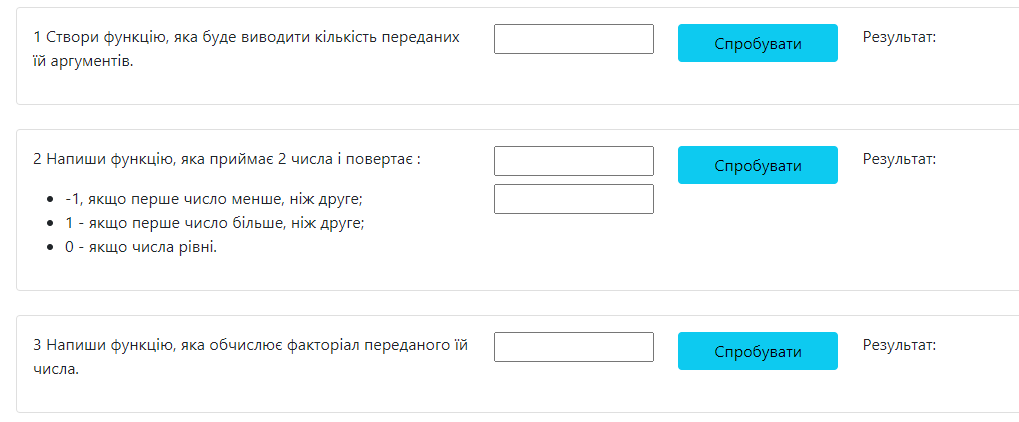 1 Створи функцію, яка буде виводити кількість переданих
їй аргументів.
Спробувати
Результат:
2 Напиши функцію, яка приймає 2 числа і повертає :
-1, якщо перше число менше, ніж друге;
1 - якщо перше число більше, ніж друге;
0 - якщо числа рівні.
Спробувати
Результат:
3 Напиши функцію, яка обчислює факторіал переданого їй
числа.
Спробувати
Результат: